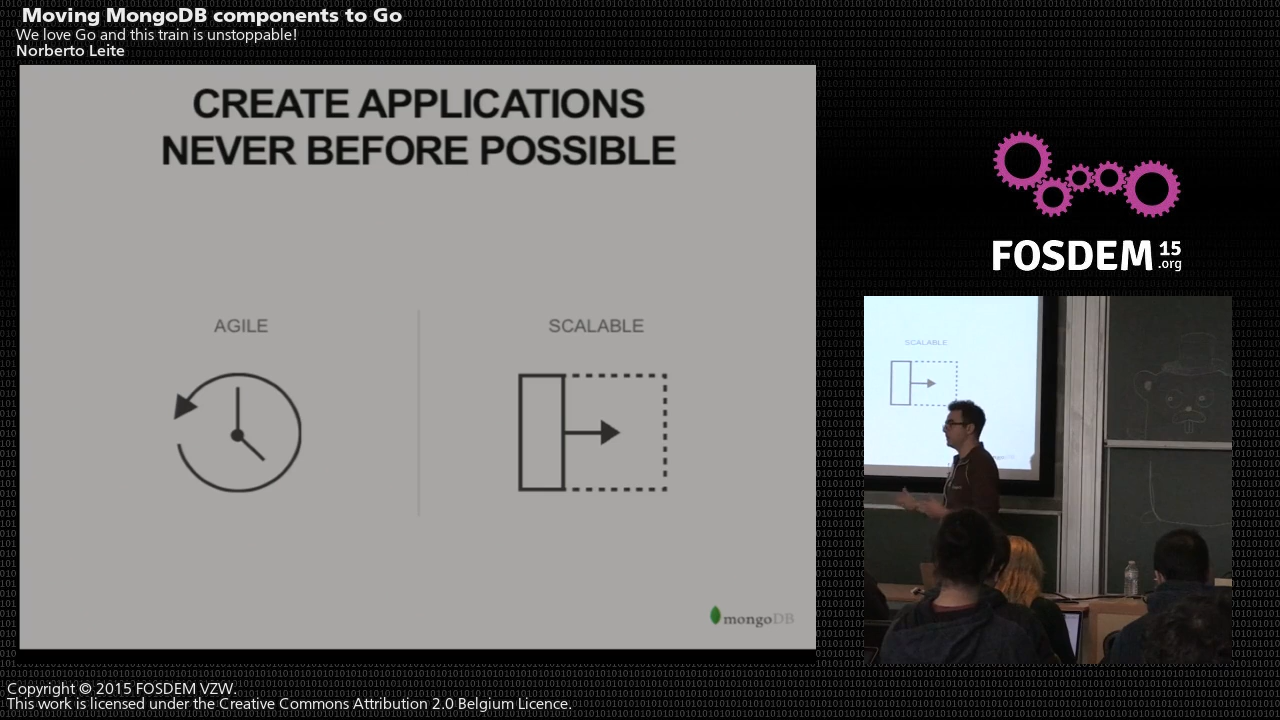 Moving MongoDB components to Go
We love Go and this train is unstoppable!
Norberto Leite
CREATE APPLICATIONS
NEVER BEFORE POSSIBLE
AGILE
SCALABLE
mongoDB
FOSDEM 15
.org
SCALABLE
Copyright © 2015 FOSDEM VZW.
This work is licensed under the Creative Commons Attribution 2.0 Belgium Licence.